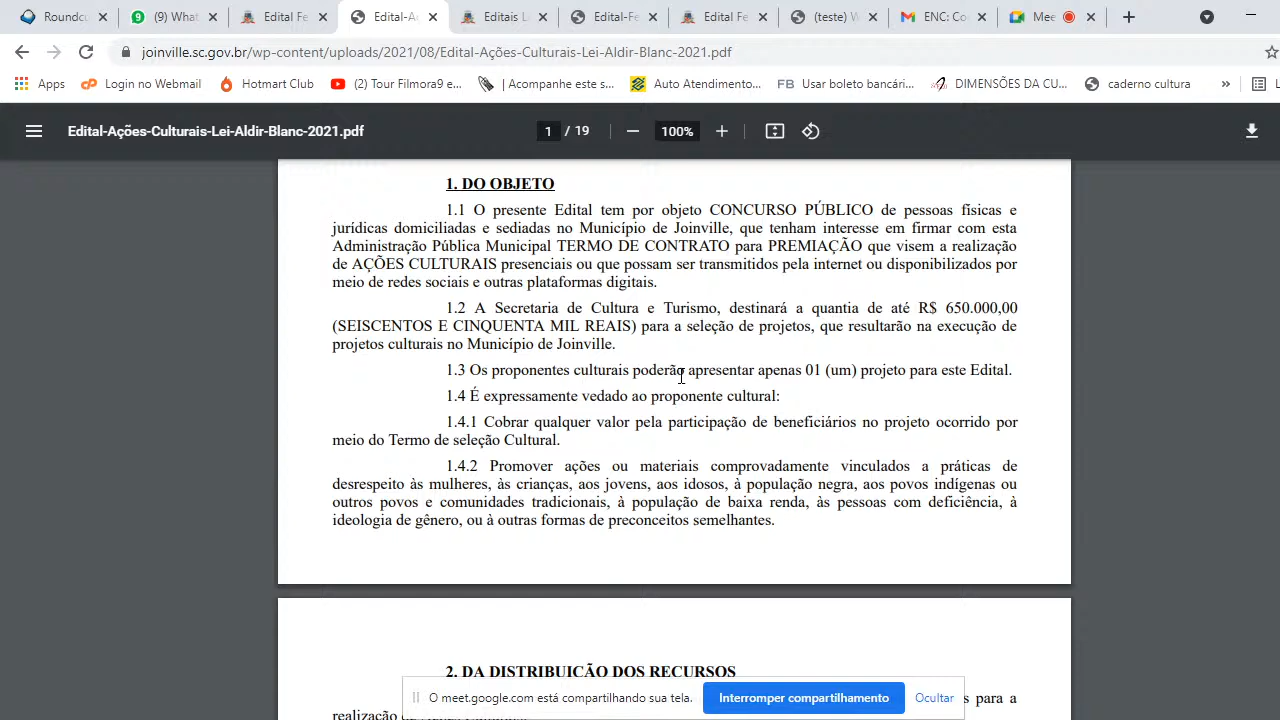 Roundcu
(9) What
Edital Fe
Edital-A
Editais L
Edital-Fe
Edital Fe
(teste) W
ENC: Co
Mee
joinville.sc.gov.br/wp-content/uploads/2021/08/Edital-Ações-Culturais-Lei-Aldir-Blanc-2021.pdf
Apps
Login no Webmail
Hotmart Club
(2) Tour Filmora9 e...
| Acompanhe este s...
Auto Atendimento...
FB Usar boleto bancári...
DIMENSÕES DA CU...
caderno cultura
»
Edital-Ações-Culturais-Lei-Aldir-Blanc-2021.pdf
1 / 19
100%
1. DO OBJETO
1.1 O presente Edital tem por objeto CONCURSO PÚBLICO de pessoas físicas e
jurídicas domiciliadas e sediadas no Município de Joinville, que tenham interesse em firmar com esta
Administração Pública Municipal TERMO DE CONTRATO para PREMIAÇÃO que visem a realização
de AÇÕES CULTURAIS presenciais ou que possam ser transmitidos pela internet ou disponibilizados por
meio de redes sociais e outras plataformas digitais.
1.2 A Secretaria de Cultura e Turismo, destinará a quantia de até R$ 650.000,00
(SEISCENTOS E CINQUENTA MIL REAIS) para a seleção de projetos, que resultarão na execução de
projetos culturais no Município de Joinville.
1.3 Os proponentes culturais poderão apresentar apenas 01 (um) projeto para este Edital.
1.4 É expressamente vedado ao proponente cultural:
1.4.1 Cobrar qualquer valor pela participação de beneficiários no projeto ocorrido por
meio do Termo de seleção Cultural.
1.4.2 Promover ações ou materiais comprovadamente vinculados a práticas de
desrespeito às mulheres, às crianças, aos jovens, aos idosos, à população negra, aos povos indígenas ou
outros povos e comunidades tradicionais, à população de baixa renda, às pessoas com deficiência, à
ideologia de gênero, ou à outras formas de preconceitos semelhantes.
2. DA DISTRIBUIÇÃO DOS RECURSOS
s para a
realização
O meet.google.com está compartilhando sua tela.
Interromper compartilhamento
Ocultar